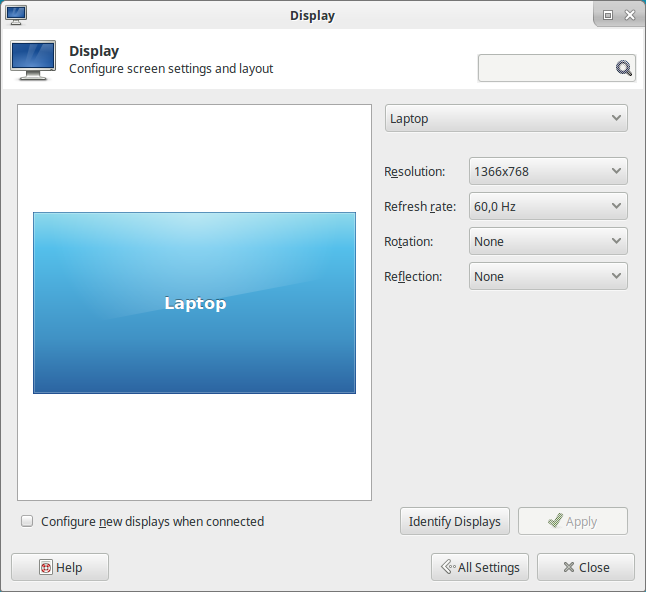 Display
Display
Configure screen settings and layout
Laptop
Resolution: 1366x768
Refresh rate: 60,0 Hz
Rotation: None
Reflection: None
Laptop
Configure new displays when connected
Identify Displays
Apply
Help
All Settings
Close